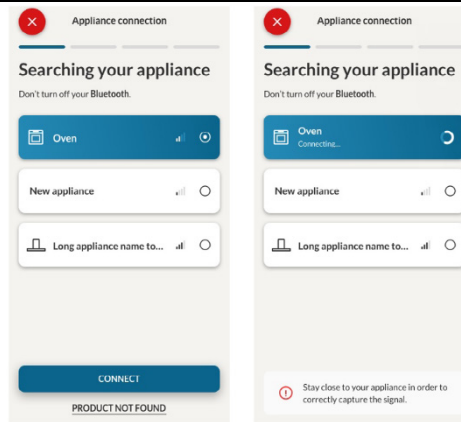 Appliance connection
Searching your appliance
Don't turn off your Bluetooth.
Oven
New appliance
Long appliance name to...
CONNECT
PRODUCT NOT FOUND
Appliance connection
Searching your appliance
Don't turn off your Bluetooth.
Oven
Connecting...
New appliance
Long appliance name to...
Stay close to your appliance in order to
correctly capture the signal.